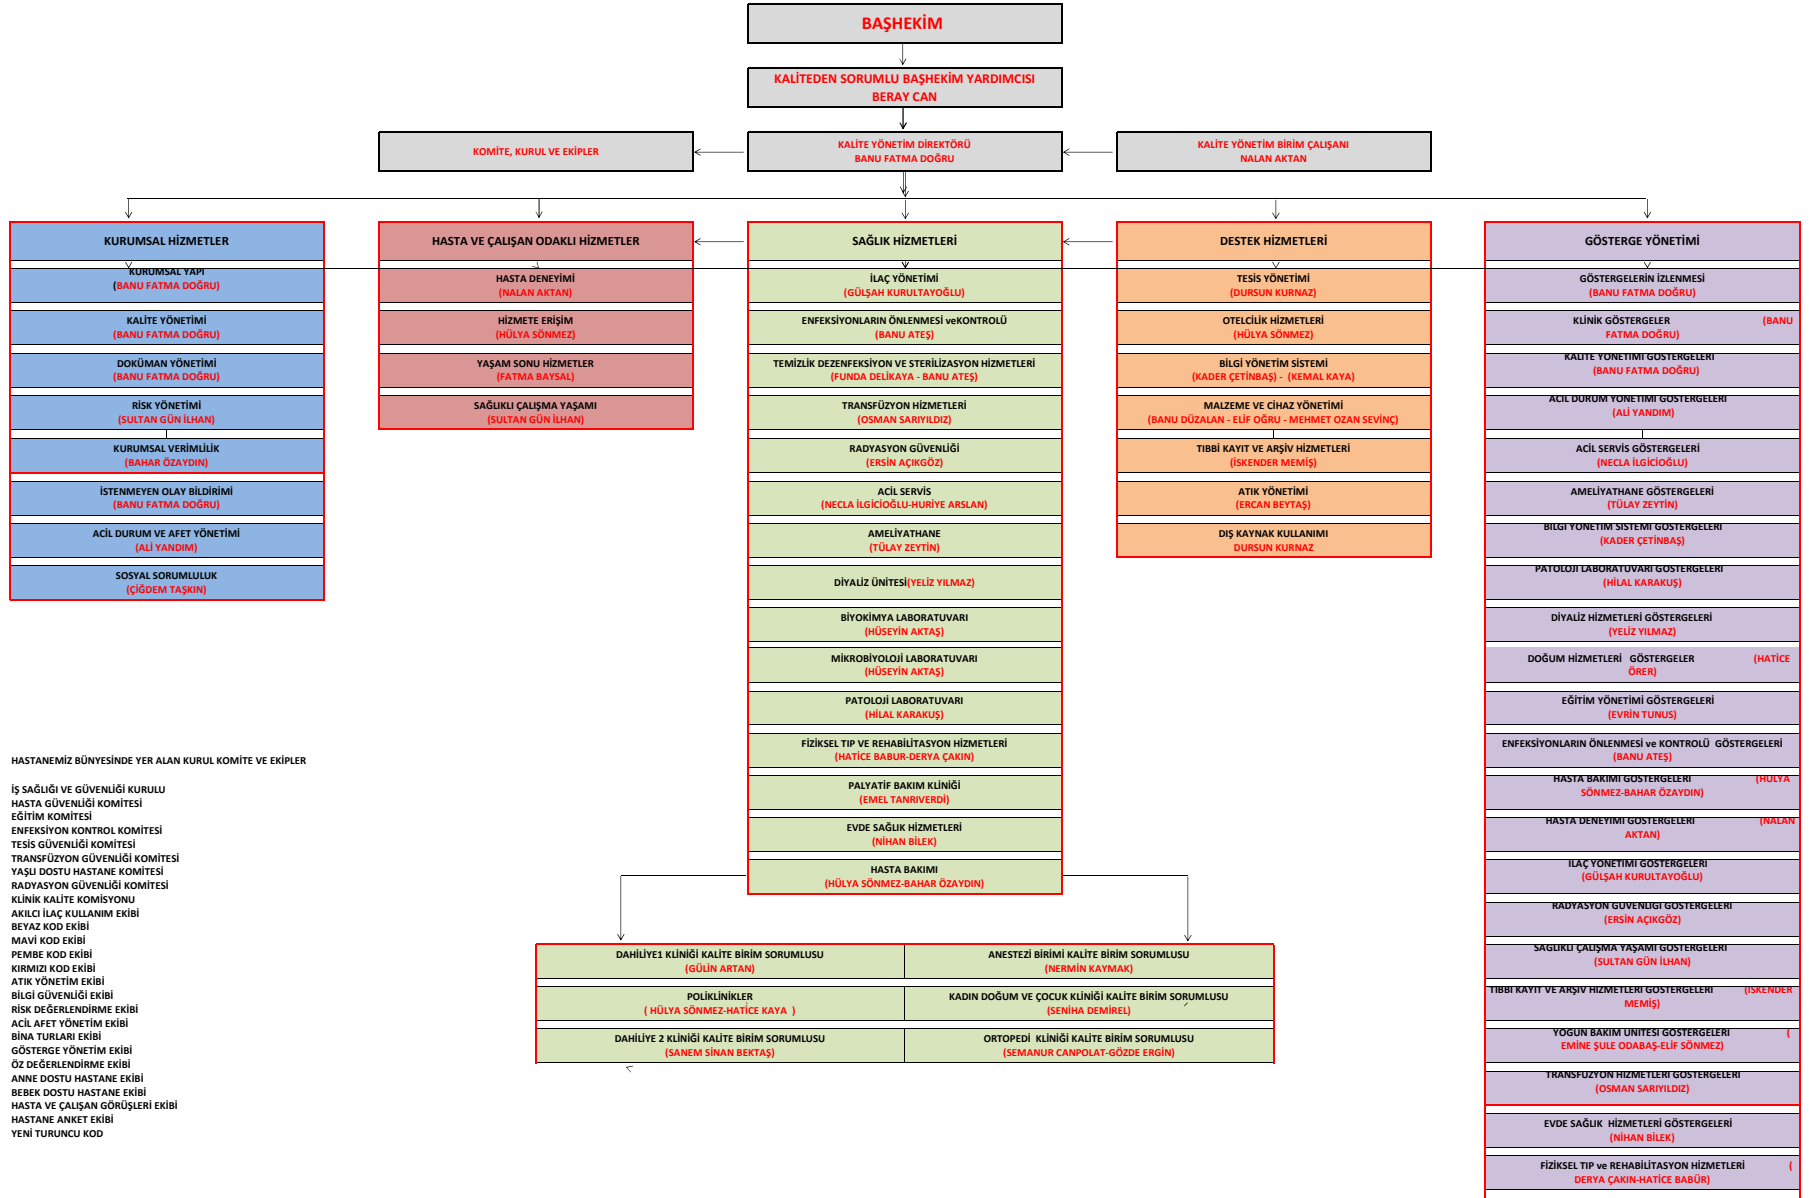 BAŞHEKİM
KALİTEDEN SORUMLU BAŞHEKİM YARDIMCISI
BERAY CAN
KOMİTE, KURUL VE EKİPLER
KALİTE YÖNETİM DİREKTÖRÜ
BANU FATMA DOĞRU
KALİTE YÖNETİM BİRİM ÇALIŞANI
NALAN AKTAN
KURUMSAL HİZMETLER
KURUMSAL YAPI
(BANU FATMA DOĞRU)
KALİTE YÖNETİMİ
(BANU FATMA DOĞRU)
DOKÜMAN YÖNETİMİ
(BANU FATMA DOĞRU)
RİSK YÖNETİMİ
(SULTAN GÜN İLHAN)
KURUMSAL VERİMLİLİK
(BAHAR ÖZAYDIN)
İSTENMEYEN OLAY BİLDİRİMİ
(BANU FATMA DOĞRU)
ACİL DURUM VE AFET YÖNETİMİ
(ALİ YANDIM)
SOSYAL SORUMLULUK
(ÇİĞDEM TAŞKIN)
HASTA VE ÇALIŞAN ODAKLI HİZMETLER
HASTA DENEYİMİ
(NALAN AKTAN)
HİZMETE ERİŞİM
(HÜLYA SÖNMEZ)
YAŞAM SONU HİZMETLER
(FATMA BAYSAL)
SAĞLIKLI ÇALIŞMA YAŞAMI
(SULTAN GÜN İLHAN)
SAĞLIK HİZMETLERİ
İLAÇ YÖNETİMİ
(GÜLŞAH KURULTAYOĞLU)
ENFEKSİYONLARIN ÖNLENMESİ veKONTROLÜ
(BANU ATEŞ)
TEMİZLİK DEZENFEKSİYON VE STERİLİZASYON HİZMETLERİ
(FUNDA DELİKAYA - BANU ATEŞ)
TRANSFÜZYON HİZMETLERİ
(OSMAN SARIYILDIZ)
RADYASYON GÜVENLİĞİ
(ERSİN AÇIKGÖZ)
ACİL SERVİS
(NECLA İLGİCİOĞLU-HURİYE ARSLAN)
AMELİYATHANE
(TÜLAY ZEYTİN)
DİYALİZ ÜNİTESİ(YELİZ YILMAZ)
BİYOKİMYA LABORATUVARI
(HÜSEYİN AKTAŞ)
MİKROBİYOLOJİ LABORATUVARI
(HÜSEYİN AKTAŞ)
PATOLOJİ LABORATUVARI
(HİLAL KARAKUŞ)
FİZİKSEL TIP VE REHABİLİTASYON HİZMETLERİ
(HATİCE BABUR-DERYA ÇAKIN)
PALYATİF BAKIM KLİNİĞİ
(EMEL TANRIVERDİ)
EVDE SAĞLIK HİZMETLERİ
(NİHAN BİLEK)
HASTA BAKIMI
(HÜLYA SÖNMEZ-BAHAR ÖZAYDIN)
DESTEK HİZMETLERİ
TESİS YÖNETİMİ
(DURSUN KURNAZ)
OTELCİLİK HİZMETLERİ
(HÜLYA SÖNMEZ)
BİLGİ YÖNETİM SİSTEMİ
(KADER ÇETİNBAŞ) - (KEMAL KAYA)
MALZEME VE CİHAZ YÖNETİMİ
(BANU DÜZALAN - ELİF OĞRU - MEHMET OZAN SEVİNÇ)
TIBBİ KAYIT VE ARŞİV HİZMETLERİ
(İSKENDER MEMİŞ)
ATIK YÖNETİMİ
(ERCAN BEYTAŞ)
DIŞ KAYNAK KULLANIMI
DURSUN KURNAZ
GÖSTERGE YÖNETİMİ
GÖSTERGELERİN İZLENMESİ
(BANU FATMA DOĞRU)
KLİNİK GÖSTERGELER (BANU
FATMA DOĞRU)
KALİTE YÖNETİMİ GÖSTERGELERİ
(BANU FATMA DOĞRU)
ACİL DURUM YÖNETİMİ GÖSTERGELERİ
(ALİ YANDIM)
ACİL SERVİS GÖSTERGELERİ
(NECLA İLGİCİOĞLU)
AMELİYATHANE GÖSTERGELERİ
(TÜLAY ZEYTİN)
BİLGİ YÖNETİM SİSTEMİ GÖSTERGELERİ
(KADER ÇETİNBAŞ)
PATOLOJİ LABORATUVARI GÖSTERGELERİ
(HİLAL KARAKUŞ)
DİYALİZ HİZMETLERİ GÖSTERGELERİ
(YELİZ YILMAZ)
DOĞUM HİZMETLERİ GÖSTERGELER (HATİCE
ÖRER)
EĞİTİM YÖNETİMİ GÖSTERGELERİ
(EVRİN TUNUS)
ENFEKSİYONLARIN ÖNLENMESİ ve KONTROLÜ GÖSTERGELERİ
(BANU ATEŞ)
HASTA BAKIMI GÖSTERGELERİ (HÜLYA
SÖNMEZ-BAHAR ÖZAYDIN)
HASTA DENEYİMİ GÖSTERGELERİ (NALAN
AKTAN)
İLAÇ YÖNETİMİ GÖSTERGELERİ
(GÜLŞAH KURULTAYOĞLU)
RADYASYON GÜVENLİĞİ GÖSTERGELERİ
(ERSİN AÇIKGÖZ)
SAĞLIKLI ÇALIŞMA YAŞAMI GÖSTERGELERİ
(SULTAN GÜN İLHAN)
TIBBİ KAYIT VE ARŞİV HİZMETLERİ GÖSTERGELERİ (İSKENDER
MEMİŞ)
YOĞUN BAKIM ÜNİTESİ GÖSTERGELERİ (
EMİNE ŞULE ODABAŞ-ELİF SÖNMEZ)
TRANSFÜZYON HİZMETLERİ GÖSTERGELERİ
(OSMAN SARIYILDIZ)
EVDE SAĞLIK HİZMETLERİ GÖSTERGELERİ
(NİHAN BİLEK)
FİZİKSEL TIP ve REHABİLİTASYON HİZMETLERİ (
DERYA ÇAKIN-HATİCE BABÜR)
DAHİLİYE1 KLİNİĞİ KALİTE BİRİM SORUMLUSU
(GÜLİN ARTAN)
ANESTEZİ BİRİMİ KALİTE BİRİM SORUMLUSU
(NERMİN KAYMAK)
POLİKLİNİKLER
( HÜLYA SÖNMEZ-HATİCE KAYA )
KADIN DOĞUM VE ÇOCUK KLİNİĞİ KALİTE BİRİM SORUMLUSU
(SENİHA DEMİREL)
DAHİLİYE 2 KLİNİĞİ KALİTE BİRİM SORUMLUSU
(SANEM SİNAN BEKTAŞ)
ORTOPEDİ KLİNİĞİ KALİTE BİRİM SORUMLUSU
(SEMANUR CANPOLAT-GÖZDE ERGİN)
HASTANEMİZ BÜNYESİNDE YER ALAN KURUL KOMİTE VE EKİPLER
İŞ SAĞLIĞI VE GÜVENLİĞİ KURULU
HASTA GÜVENLİĞİ KOMİTESİ
EĞİTİM KOMİTESİ
ENFEKSİYON KONTROL KOMİTESİ
TESİS GÜVENLİĞİ KOMİTESİ
TRANSFÜZYON GÜVENLİĞİ KOMİTESİ
YAŞLI DOSTU HASTANE KOMİTESİ
RADYASYON GÜVENLİĞİ KOMİTESİ
KLİNİK KALİTE KOMİSYONU
AKILCI İLAÇ KULLANIM EKİBİ
BEYAZ KOD EKİBİ
MAVİ KOD EKİBİ
PEMBE KOD EKİBİ
KIRMIZI KOD EKİBİ
ATIK YÖNETİM EKİBİ
BİLGİ GÜVENLİĞİ EKİBİ
RİSK DEĞERLENDİRME EKİBİ
ACİL AFET YÖNETİM EKİBİ
BİNA TURLARI EKİBİ
GÖSTERGE YÖNETİM EKİBİ
ÖZ DEĞERLENDİRME EKİBİ
ANNE DOSTU HASTANE EKİBİ
BEBEK DOSTU HASTANE EKİBİ
HASTA VE ÇALIŞAN GÖRÜŞLERİ EKİBİ
HASTANE ANKET EKİBİ
YENİ TURUNCU KOD